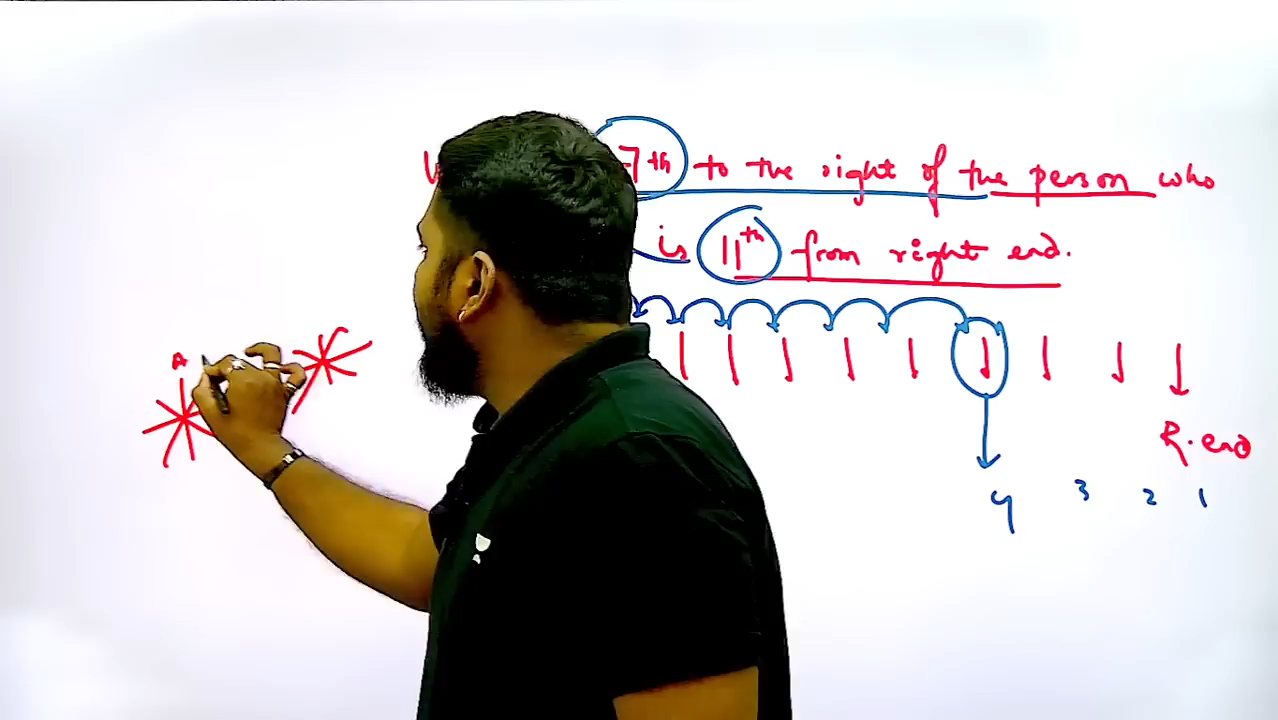 7th to the right of the person who
is 11th from right end.
A
R.end
4 3 2 1